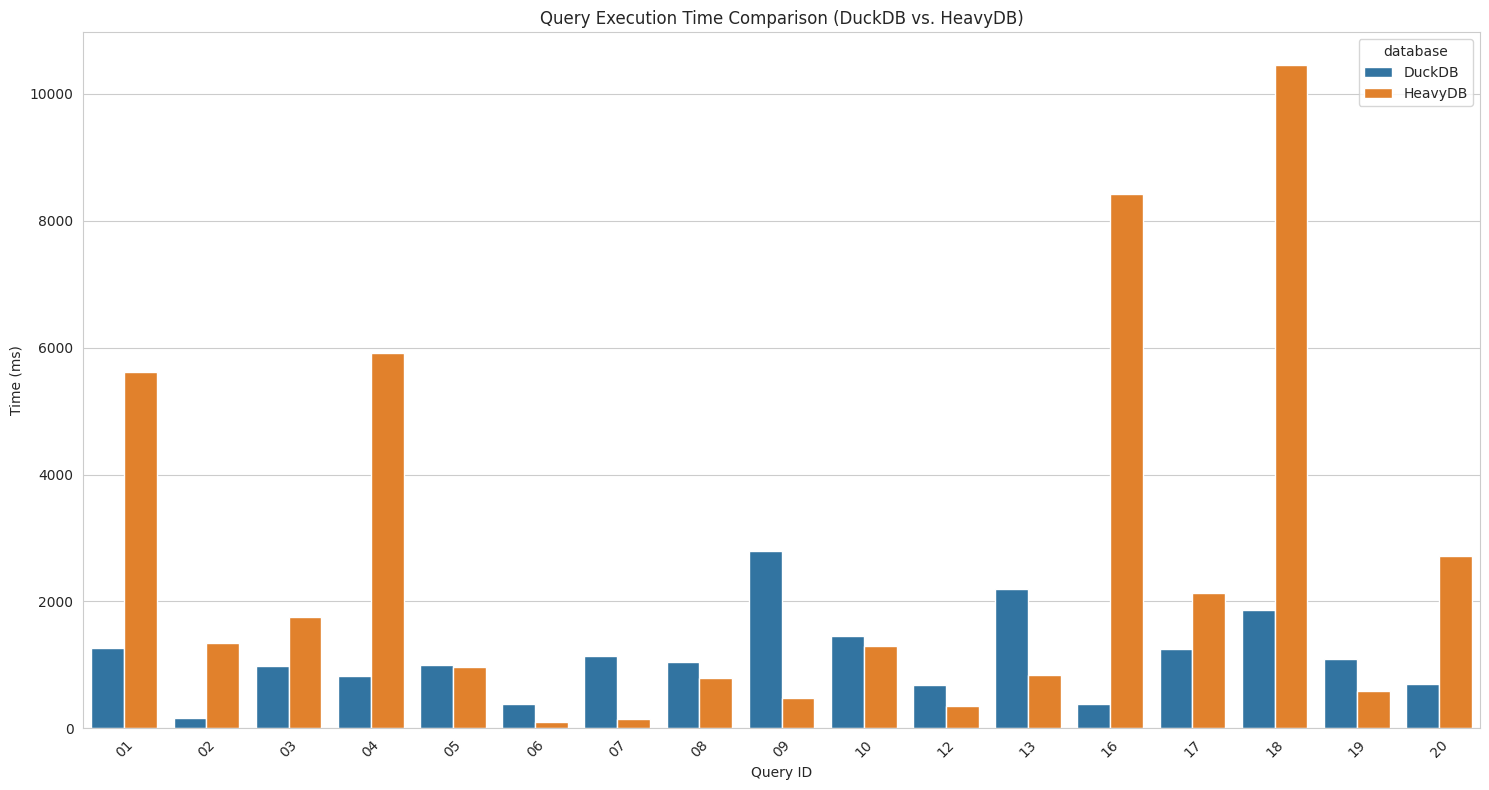 Query Execution Time Comparison (DuckDB vs. HeavyDB)
database
DuckDB
HeavyDB
Time (ms)
10000
8000
6000
4000
2000
0
01 02 03 04 05 06 07 08 09 10 12 13 16 17 18 19 20
Query ID